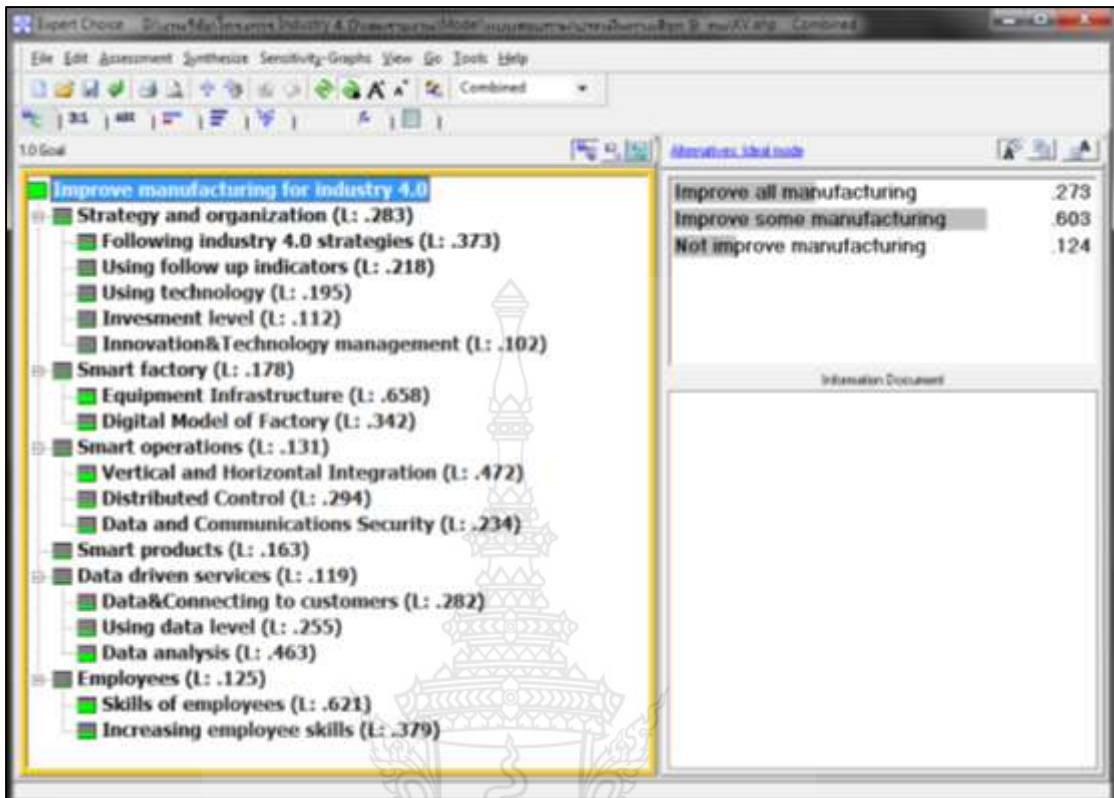 Expert Choice
Combined
File Edit Assessment Synthesize Sensitivity-Graphs View Go Tools Help
Combined
1.0 Goal
Alternatives: Ideal mode
Improve manufacturing for industry 4.0
Strategy and organization (L: .283)
Following industry 4.0 strategies (L: .373)
Using follow up indicators (L: .218)
Using technology (L: .195)
Invesment level (L: .112)
Innovation&Technology management (L: .102)
Smart factory (L: .178)
Equipment Infrastructure (L: .658)
Digital Model of Factory (L: .342)
Smart operations (L: .131)
Vertical and Horizontal Integration (L: .472)
Distributed Control (L: .294)
Data and Communications Security (L: .234)
Smart products (L: .163)
Data driven services (L: .119)
Data&Connecting to customers (L: .282)
Using data level (L: .255)
Data analysis (L: .463)
Employees (L: .125)
Skills of employees (L: .621)
Increasing employee skills (L: .379)
Improve all manufacturing .273
Improve some manufacturing .603
Not improve manufacturing .124
Information Document